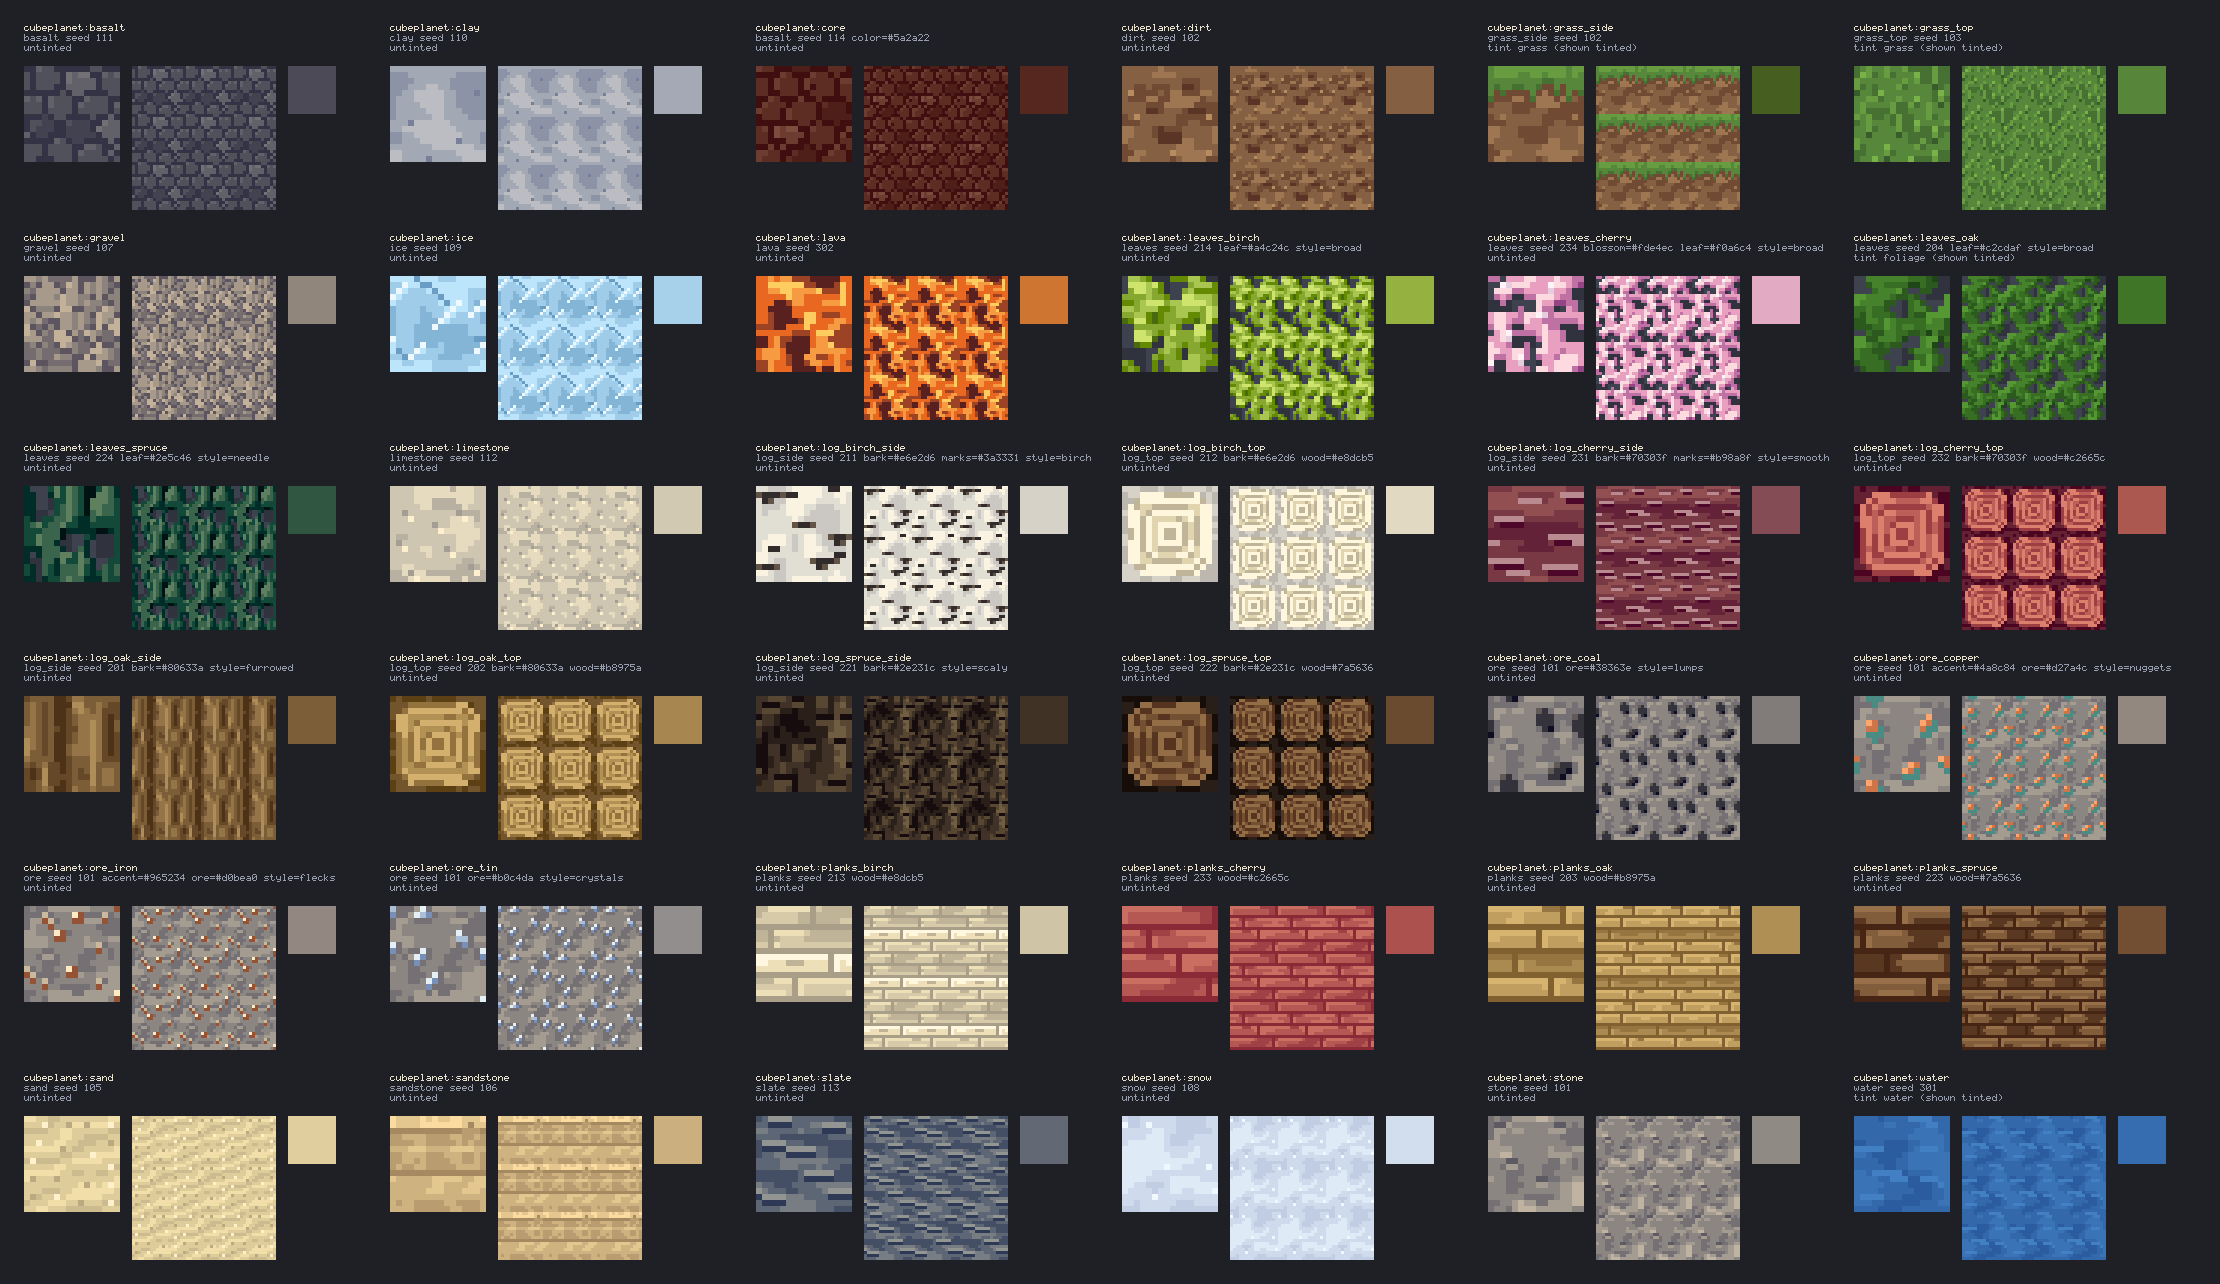 cubeplanet:basalt
basalt seed 111
untinted
cubeplanet:clay
clay seed 110
untinted
cubeplanet:core
basalt seed 114 color=#5a2a22
untinted
cubeplanet:dirt
dirt seed 102
untinted
cubeplanet:grass_side
grass_side seed 102
tint grass (shown tinted)
cubeplanet:grass_top
grass_top seed 103
tint grass (shown tinted)
cubeplanet:gravel
gravel seed 107
untinted
cubeplanet:ice
ice seed 109
untinted
cubeplanet:lava
lava seed 302
untinted
cubeplanet:leaves_birch
leaves seed 214 leaf=#a4c24c style=broad
untinted
cubeplanet:leaves_cherry
leaves seed 234 blossom=#fde4ec leaf=#f0a6c4 style=broad
untinted
cubeplanet:leaves_oak
leaves seed 204 leaf=#c2cdaf style=broad
tint foliage (shown tinted)
cubeplanet:leaves_spruce
leaves seed 224 leaf=#2e5c46 style=needle
untinted
cubeplanet:limestone
limestone seed 112
untinted
cubeplanet:log_birch_side
log_side seed 211 bark=#e6e2d6 marks=#3a3331 style=birch
untinted
cubeplanet:log_birch_top
log_top seed 212 bark=#e6e2d6 wood=#e8dcb5
untinted
cubeplanet:log_cherry_side
log_side seed 231 bark=#70303f marks=#b98a8f style=smooth
untinted
cubeplanet:log_cherry_top
log_top seed 232 bark=#70303f wood=#c2665c
untinted
cubeplanet:log_oak_side
log_side seed 201 bark=#80633a style=furrowed
untinted
cubeplanet:log_oak_top
log_top seed 202 bark=#80633a wood=#b8975a
untinted
cubeplanet:log_spruce_side
log_side seed 221 bark=#2e231c style=scaly
untinted
cubeplanet:log_spruce_top
log_top seed 222 bark=#2e231c wood=#7a5636
untinted
cubeplanet:ore_coal
ore seed 101 ore=#38363e style=lumps
untinted
cubeplanet:ore_copper
ore seed 101 accent=#4a8c84 ore=#d27a4c style=nuggets
untinted
cubeplanet:ore_iron
ore seed 101 accent=#965234 ore=#d0bea0 style=flecks
untinted
cubeplanet:ore_tin
ore seed 101 ore=#b0c4da style=crystals
untinted
cubeplanet:planks_birch
planks seed 213 wood=#e8dcb5
untinted
cubeplanet:planks_cherry
planks seed 233 wood=#c2665c
untinted
cubeplanet:planks_oak
planks seed 203 wood=#b8975a
untinted
cubeplanet:planks_spruce
planks seed 223 wood=#7a5636
untinted
cubeplanet:sand
sand seed 105
untinted
cubeplanet:sandstone
sandstone seed 106
untinted
cubeplanet:slate
slate seed 113
untinted
cubeplanet:snow
snow seed 108
untinted
cubeplanet:stone
stone seed 101
untinted
cubeplanet:water
water seed 301
tint water (shown tinted)